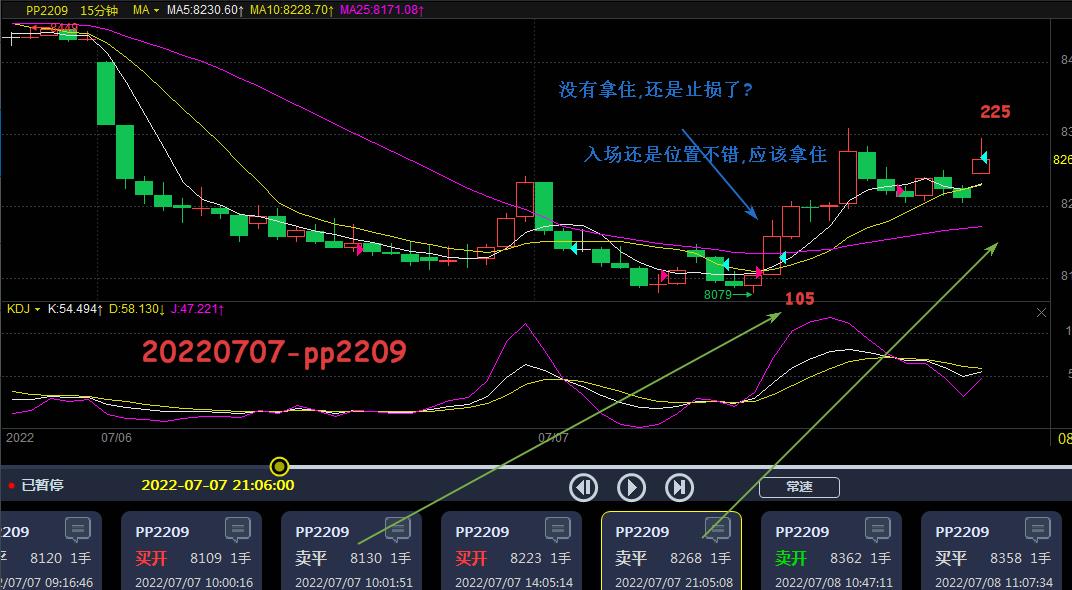 PP2209 15分钟 MA MA5:8230.60↑ MA10:8228.70↑ MA25:8171.08↑
8449
84
没有拿住,还是止损了?
225
83
入场还是位置不错,应该拿住
826
82
81
8079
105
KDJ K:54.494↑ D:58.130↓ J:47.221↑
20220707-pp2209
1
5
2022 07/06 07/07 08
已暂停 2022-07-07 21:06:00 常速
209 PP2209 PP2209 PP2209 PP2209 PP2209 PP2209
8120 1手 买开 8109 1手 卖平 8130 1手 买开 8223 1手 卖平 8268 1手 卖开 8362 1手 买平 8358 1手
/07/07 09:16:46 2022/07/07 10:00:16 2022/07/07 10:01:51 2022/07/07 14:05:14 2022/07/07 21:05:08 2022/07/08 10:47:11 2022/07/08 11:07:34